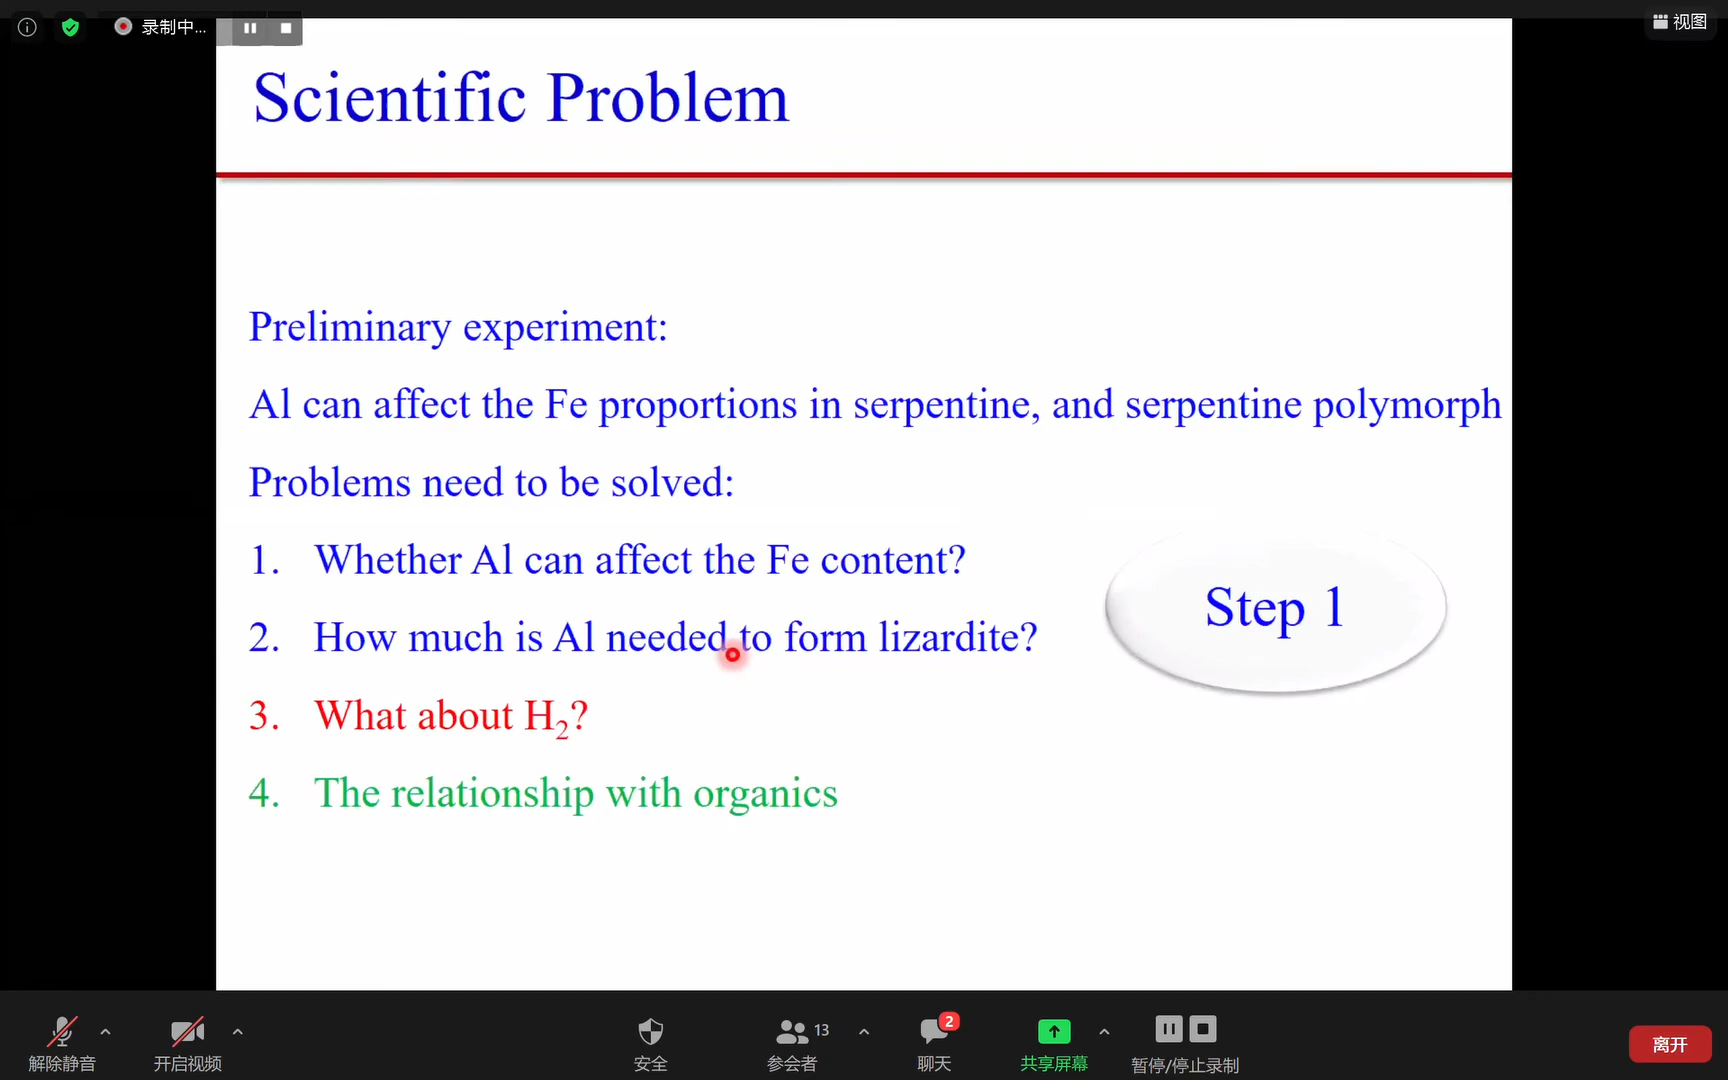 录制中...
视图
Scientific Problem
Preliminary experiment:
Al can affect the Fe proportions in serpentine, and serpentine polymorph
Problems need to be solved:
1. Whether Al can affect the Fe content?
2. How much is Al needed to form lizardite?
Step 1
3. What about H₂?
4. The relationship with organics
解除静音
开启视频
安全
13
参会者
2
聊天
共享屏幕
暂停/停止录制
离开